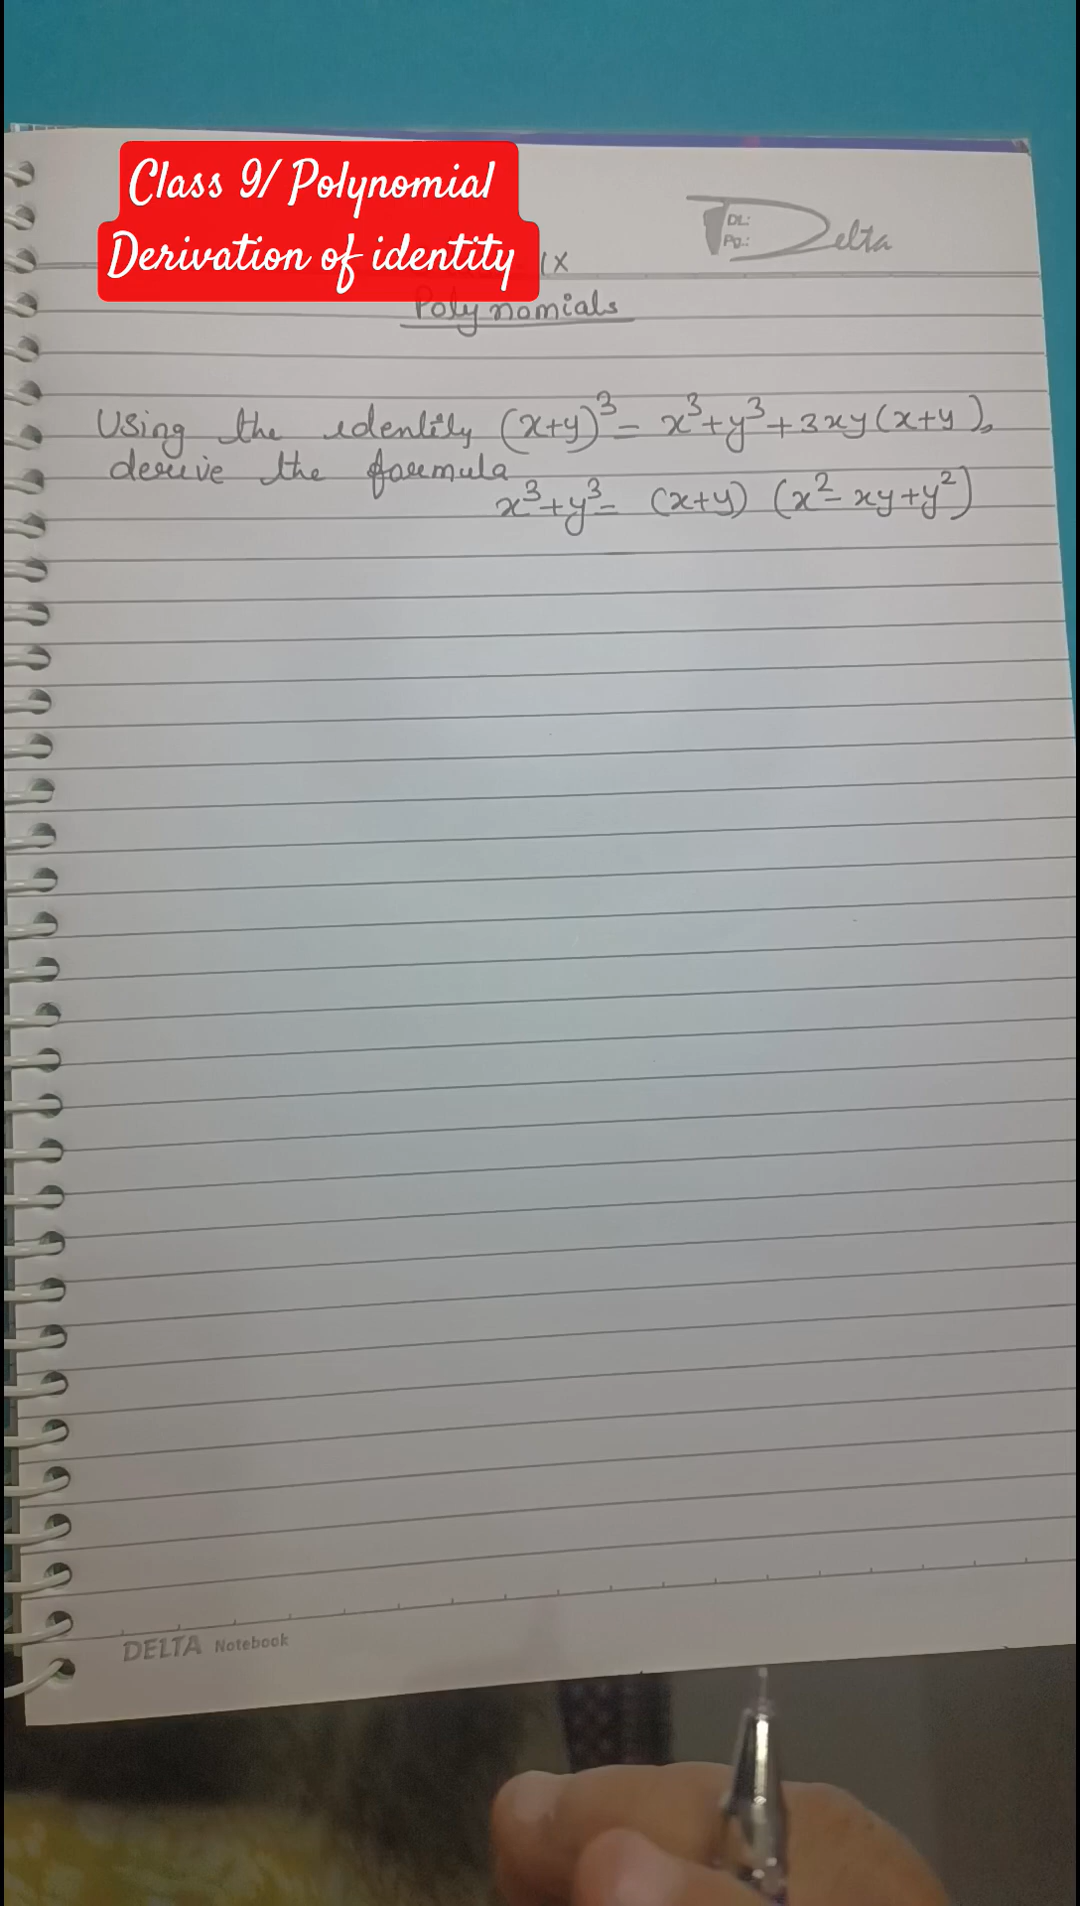 Class 9/ Polynomial
Derivation of identity
DL:
Pg.:
Delta
IX
Polynomials
Using the identity (x+y)³ = x³+y³+3xy(x+y),
derive the formula
x³+y³= (x+y) (x²-xy+y²)
DELTA Notebook